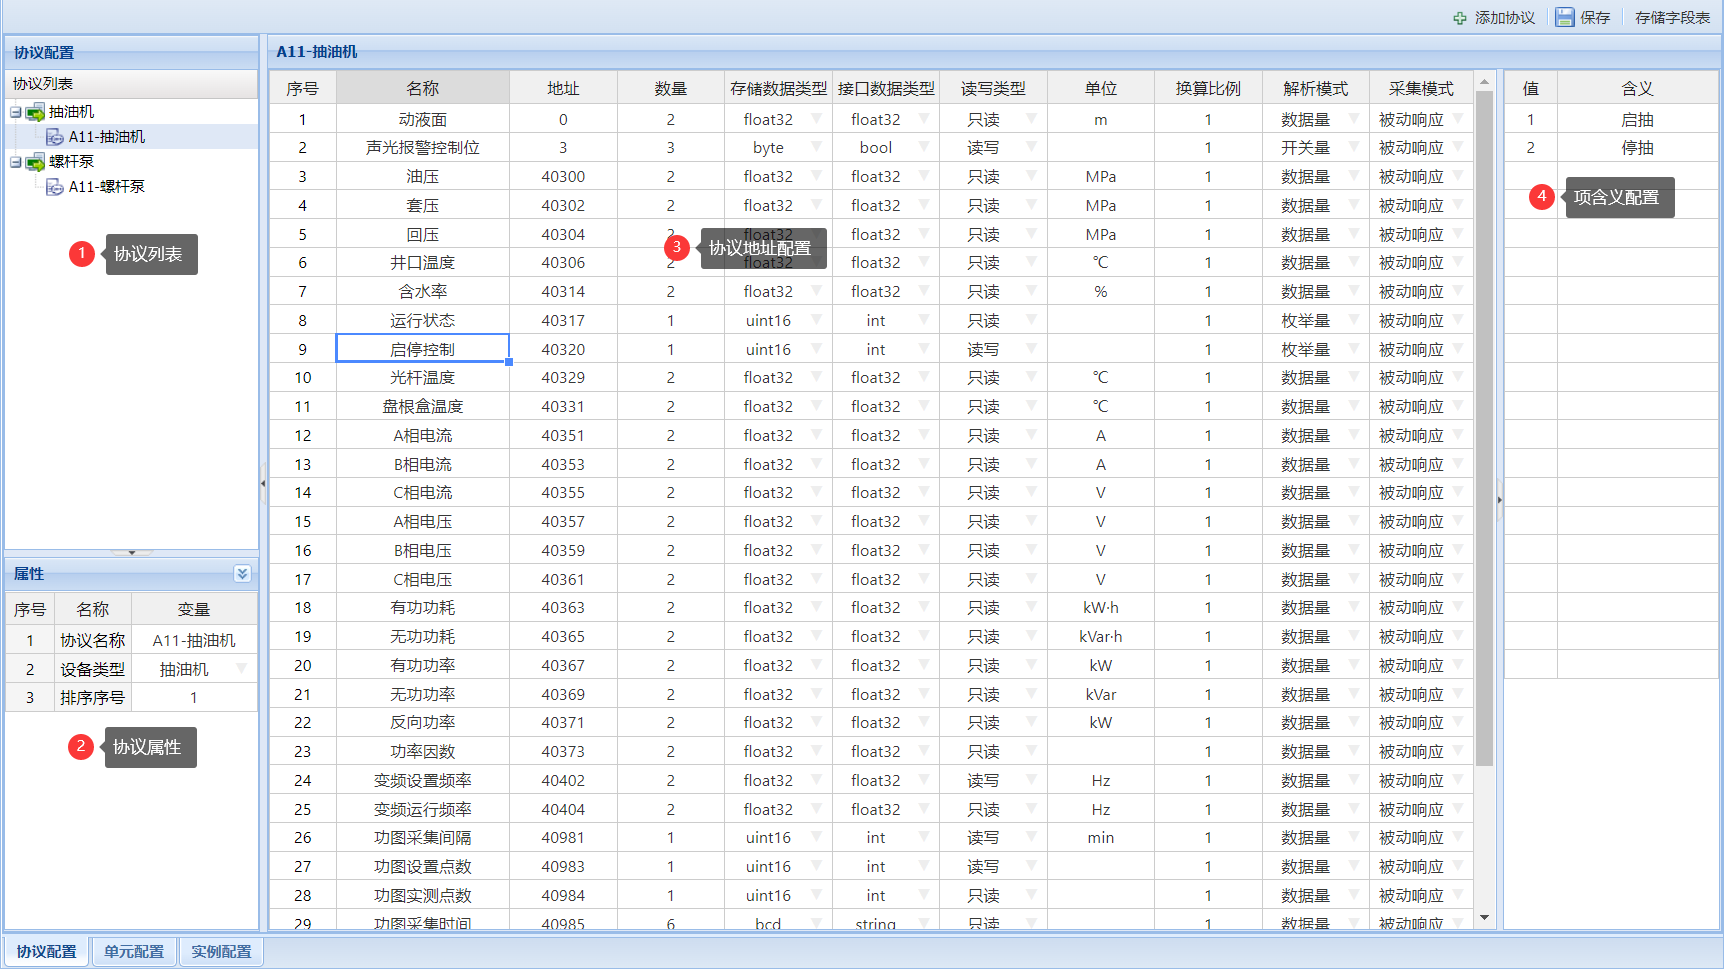 添加协议 保存 存储字段表
协议配置
协议列表
抽油机
A11-抽油机
螺杆泵
A11-螺杆泵
1 协议列表
属性
序号 名称 变量
1 协议名称 A11-抽油机
2 设备类型 抽油机
3 排序序号 1
2 协议属性
A11-抽油机
序号 名称 地址 数量 存储数据类型 接口数据类型 读写类型 单位 换算比例 解析模式 采集模式
1 动液面 0 2 float32 float32 只读 m 1 数据量 被动响应
2 声光报警控制位 3 3 byte bool 读写 1 开关量 被动响应
3 油压 40300 2 float32 float32 只读 MPa 1 数据量 被动响应
4 套压 40302 2 float32 float32 只读 MPa 1 数据量 被动响应
5 回压 40304 2 float32 float32 只读 MPa 1 数据量 被动响应
3 协议地址配置
6 井口温度 40306 2 float32 float32 只读 ℃ 1 数据量 被动响应
7 含水率 40314 2 float32 float32 只读 % 1 数据量 被动响应
8 运行状态 40317 1 uint16 int 只读 1 枚举量 被动响应
9 启停控制 40320 1 uint16 int 读写 1 枚举量 被动响应
10 光杆温度 40329 2 float32 float32 只读 ℃ 1 数据量 被动响应
11 盘根盒温度 40331 2 float32 float32 只读 ℃ 1 数据量 被动响应
12 A相电流 40351 2 float32 float32 只读 A 1 数据量 被动响应
13 B相电流 40353 2 float32 float32 只读 A 1 数据量 被动响应
14 C相电流 40355 2 float32 float32 只读 V 1 数据量 被动响应
15 A相电压 40357 2 float32 float32 只读 V 1 数据量 被动响应
16 B相电压 40359 2 float32 float32 只读 V 1 数据量 被动响应
17 C相电压 40361 2 float32 float32 只读 V 1 数据量 被动响应
18 有功功耗 40363 2 float32 float32 只读 kW·h 1 数据量 被动响应
19 无功功耗 40365 2 float32 float32 只读 kVar·h 1 数据量 被动响应
20 有功功率 40367 2 float32 float32 只读 kW 1 数据量 被动响应
21 无功功率 40369 2 float32 float32 只读 kVar 1 数据量 被动响应
22 反向功率 40371 2 float32 float32 只读 kW 1 数据量 被动响应
23 功率因数 40373 2 float32 float32 只读 1 数据量 被动响应
24 变频设置频率 40402 2 float32 float32 读写 Hz 1 数据量 被动响应
25 变频运行频率 40404 2 float32 float32 只读 Hz 1 数据量 被动响应
26 功图采集间隔 40981 1 uint16 int 读写 min 1 数据量 被动响应
27 功图设置点数 40983 1 uint16 int 读写 1 数据量 被动响应
28 功图实测点数 40984 1 uint16 int 只读 1 数据量 被动响应
29 功图采集时间 40985 6 bcd string 只读 1 数据量 被动响应
值 含义
1 启抽
2 停抽
4 项含义配置
协议配置 单元配置 实例配置